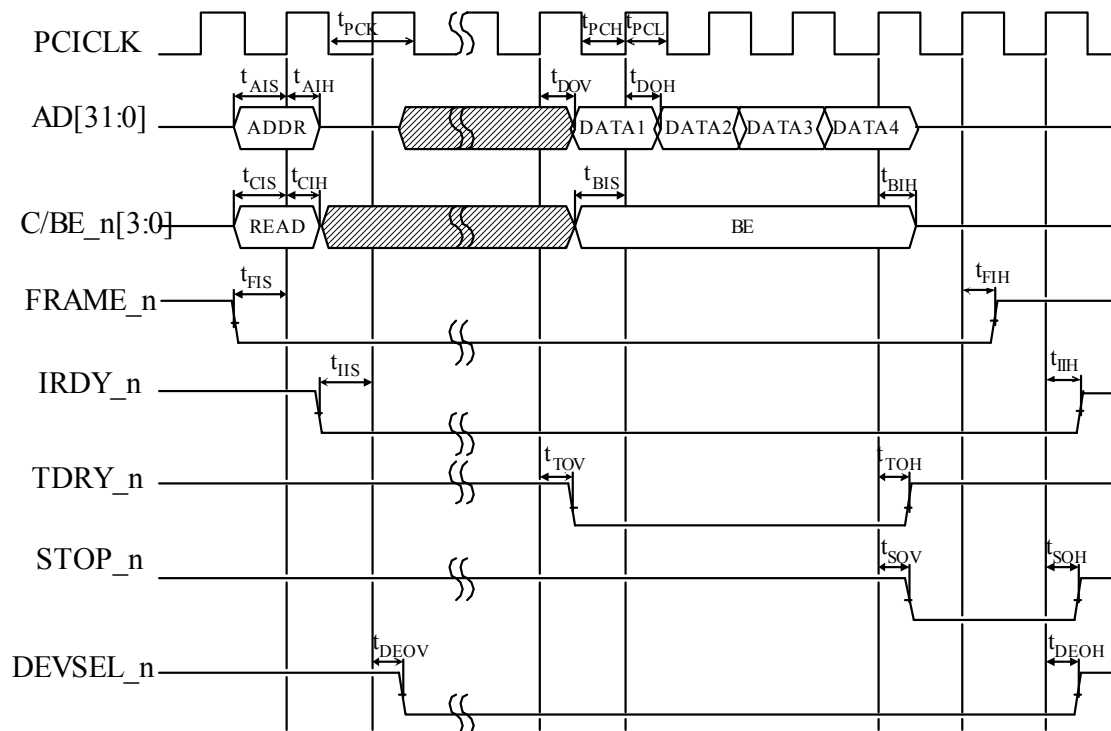 PCICLK
tPCK
tPCH
tPCL
AD[31:0]
tAIS
tAIH
tDOV
tDOH
ADDR
DATA1
DATA2
DATA3
DATA4
C/BE_n[3:0]
tCIS
tCIH
tBIS
tBIH
READ
BE
FRAME_n
tFIS
tFIH
IRDY_n
tIIS
tIIH
TDRY_n
tTOV
tTOH
STOP_n
tSOV
tSOH
DEVSEL_n
tDEOV
tDEOH